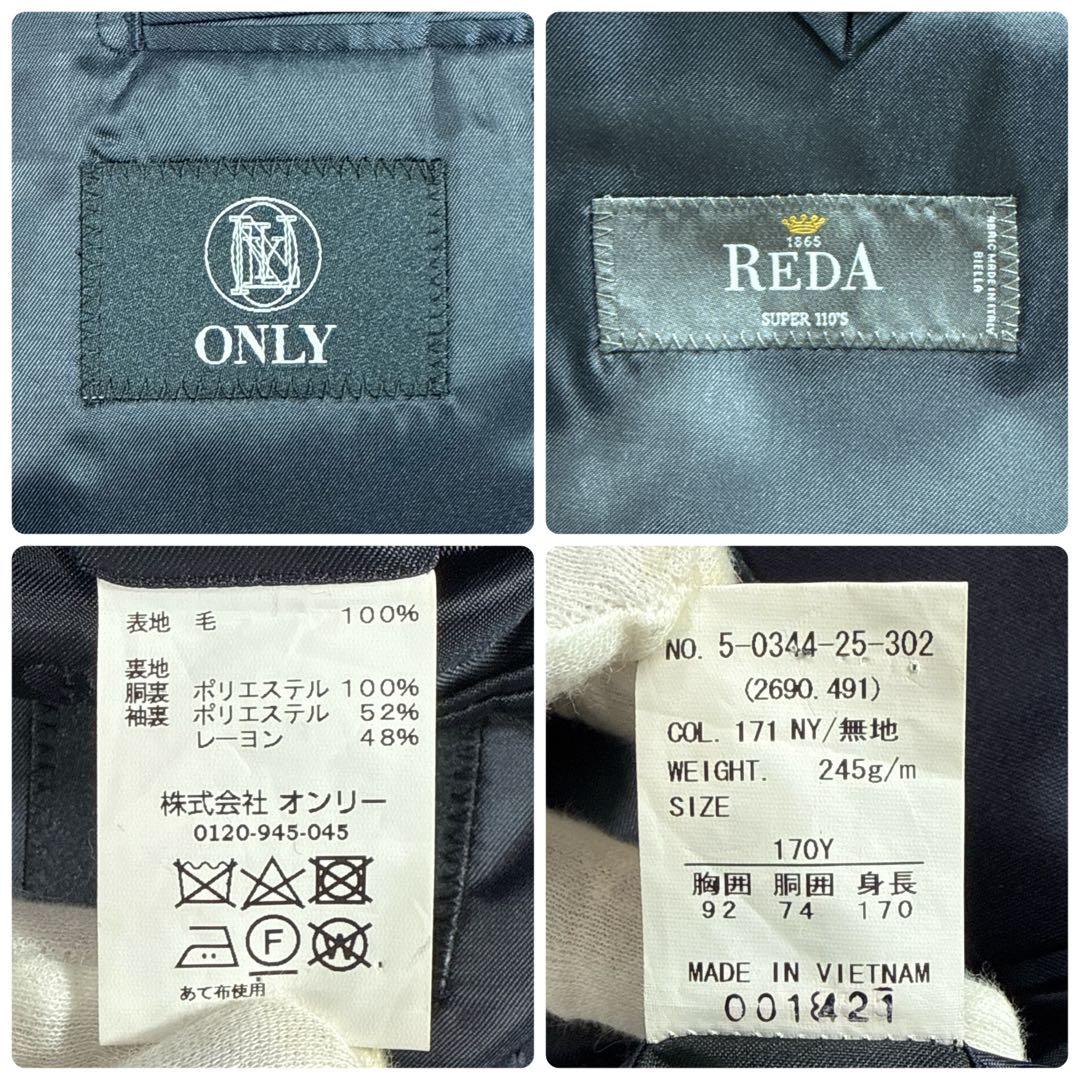 ONLY
1865
REDA
SUPER 110'S
FABRIC MADE IN ITALY
BIELLA
表地 毛 100%
裏地
胴裏 ポリエステル 100%
袖裏 ポリエステル 52%
レーヨン 48%
株式会社 オンリー
0120-945-045
F
W
あて布使用
NO. 5-0344-25-302
(2690.491)
COL. 171 NY/無地
WEIGHT. 245g/m
SIZE
170Y
胸囲 胴囲 身長
92 74 170
MADE IN VIETNAM